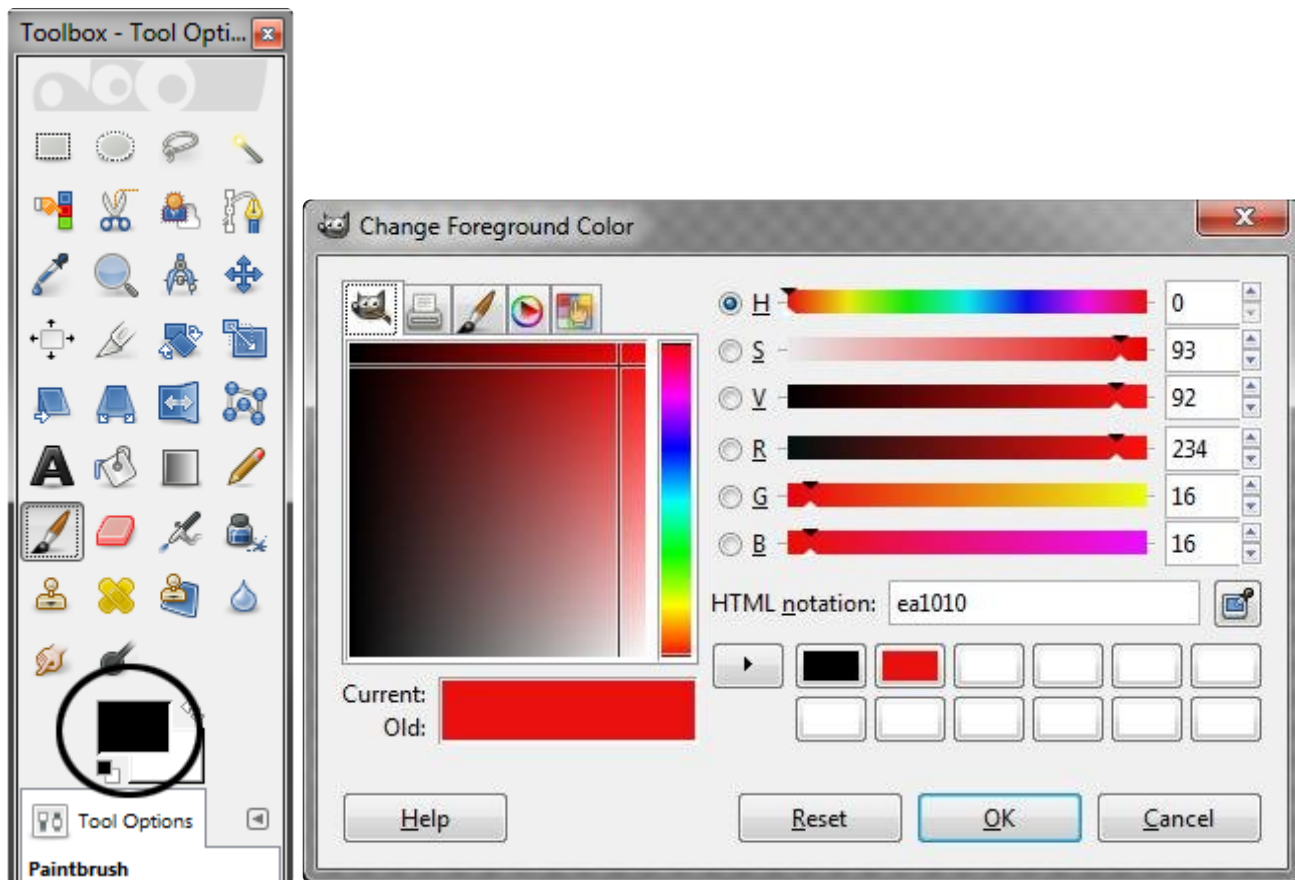 Toolbox - Tool Opti...
Tool Options
Paintbrush
Change Foreground Color
H 0
S 93
V 92
R 234
G 16
B 16
HTML notation: ea1010
Current:
Old:
Help
Reset
OK
Cancel